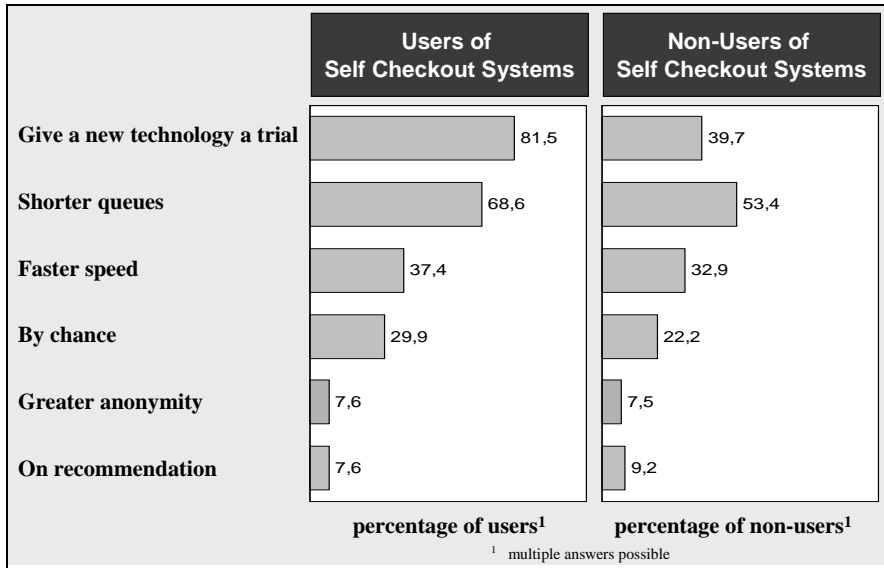 Users of
Self Checkout Systems
Non-Users of
Self Checkout Systems
Give a new technology a trial
81,5
39,7
Shorter queues
68,6
53,4
Faster speed
37,4
32,9
By chance
29,9
22,2
Greater anonymity
7,6
7,5
On recommendation
7,6
9,2
percentage of users¹
percentage of non-users¹
¹ multiple answers possible